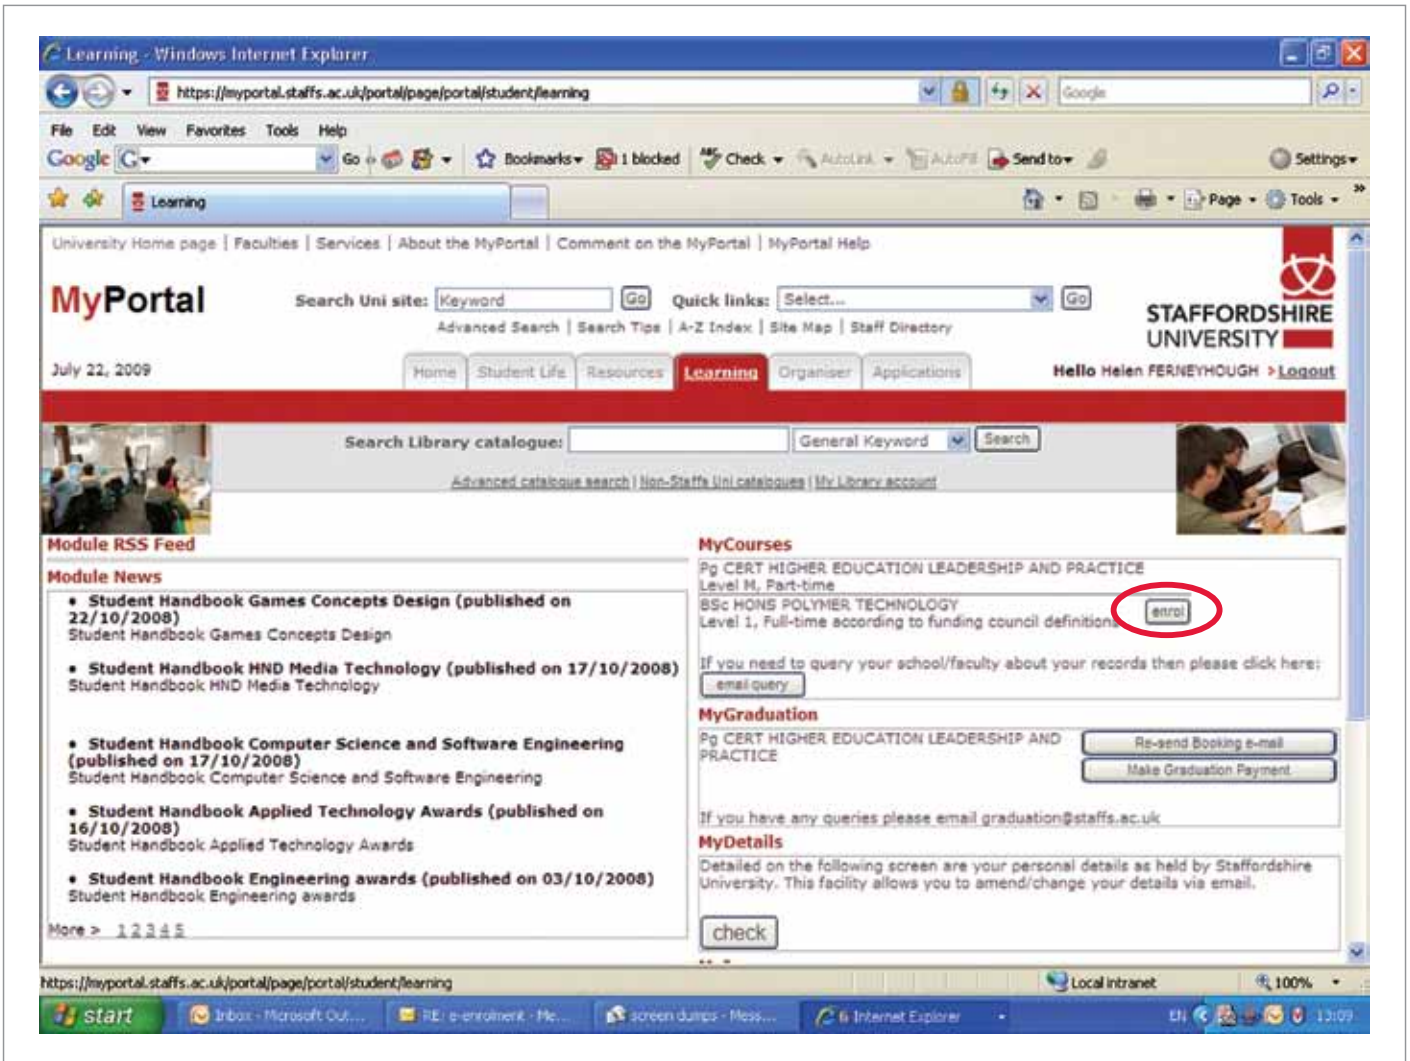 Learning - Windows Internet Explorer
https://myportal.staffs.ac.uk/portal/page/portal/student/learning
Google
File Edit View Favorites Tools Help
Google G Go Bookmarks 1 blocked Check AutoLink AutoFill Send to Settings
Learning
Page Tools »
University Home page | Faculties | Services | About the MyPortal | Comment on the MyPortal | MyPortal Help
MyPortal
Search Uni site: Keyword Go Quick links: Select... Go
Advanced Search | Search Tips | A-Z Index | Site Map | Staff Directory
STAFFORDSHIRE
UNIVERSITY
July 22, 2009
Home Student Life Resources Learning Organiser Applications
Hello Helen FERNEYHOUGH > Logout
Search Library catalogue: General Keyword Search
Advanced catalogue search | Non-Staffs Uni catalogues | My Library account
Module RSS Feed
Module News
• Student Handbook Games Concepts Design (published on
22/10/2008)
Student Handbook Games Concepts Design
• Student Handbook HND Media Technology (published on 17/10/2008)
Student Handbook HND Media Technology
• Student Handbook Computer Science and Software Engineering
(published on 17/10/2008)
Student Handbook Computer Science and Software Engineering
• Student Handbook Applied Technology Awards (published on
16/10/2008)
Student Handbook Applied Technology Awards
• Student Handbook Engineering awards (published on 03/10/2008)
Student Handbook Engineering awards
More > 1 2 3 4 5
MyCourses
Pg CERT HIGHER EDUCATION LEADERSHIP AND PRACTICE
Level M, Part-time
BSc HONS POLYMER TECHNOLOGY
Level 1, Full-time according to funding council definitions
enrol
If you need to query your school/faculty about your records then please click here:
email query
MyGraduation
Pg CERT HIGHER EDUCATION LEADERSHIP AND
PRACTICE
Re-send Booking e-mail
Make Graduation Payment
If you have any queries please email graduation@staffs.ac.uk
MyDetails
Detailed on the following screen are your personal details as held by Staffordshire
University. This facility allows you to amend/change your details via email.
check
https://myportal.staffs.ac.uk/portal/page/portal/student/learning
Local intranet 100%
start Inbox - Microsoft Out... RE: e-enrolment - Me... screen dumps - Mess... 6 Internet Explorer EN 13:09